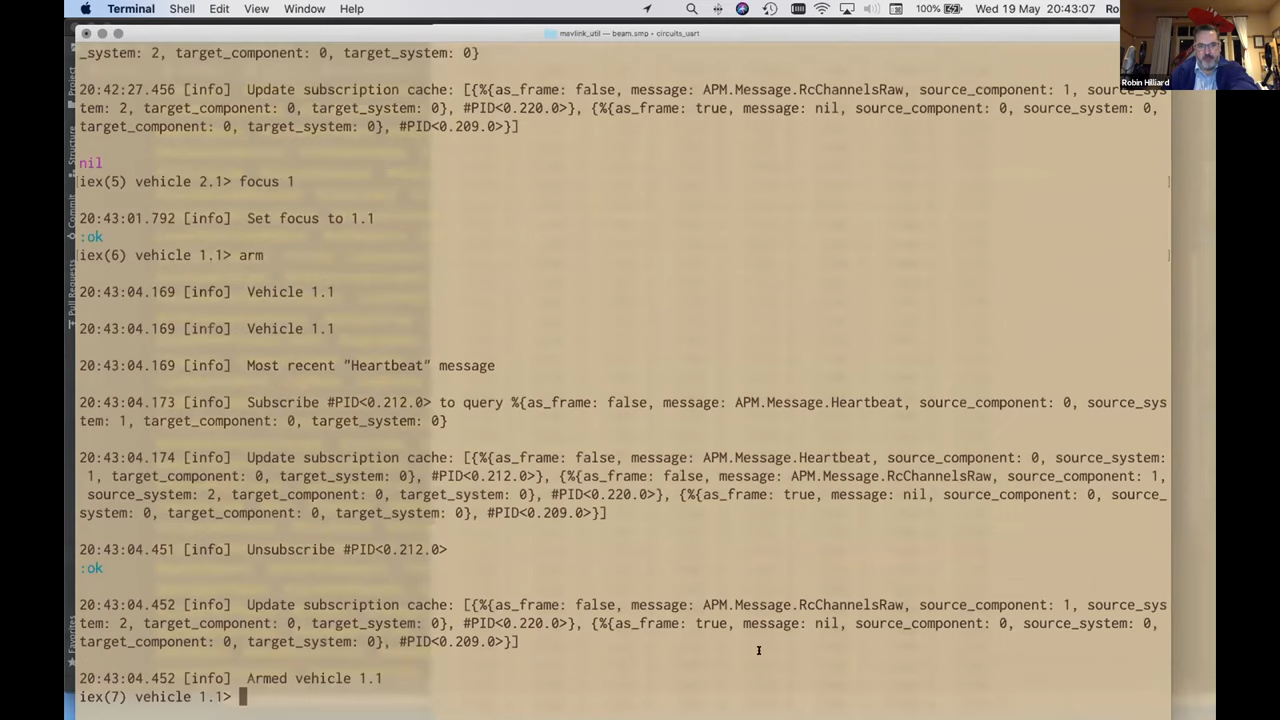 Terminal Shell Edit View Window Help 100% Wed 19 May 20:43:07 Ro
mavlink_util — beam.smp • circuits_uart
_system: 2, target_component: 0, target_system: 0}
20:42:27.456 [info]  Update subscription cache: [{%{as_frame: false, message: APM.Message.RcChannelsRaw, source_component: 1, source_sys
tem: 2, target_component: 0, target_system: 0}, #PID<0.220.0>}, {%{as_frame: true, message: nil, source_component: 0, source_system: 0,
target_component: 0, target_system: 0}, #PID<0.209.0>}]
nil
iex(5) vehicle 2.1> focus 1
20:43:01.792 [info]  Set focus to 1.1
:ok
iex(6) vehicle 1.1> arm
20:43:04.169 [info]  Vehicle 1.1
20:43:04.169 [info]  Vehicle 1.1
20:43:04.169 [info]  Most recent "Heartbeat" message
20:43:04.173 [info]  Subscribe #PID<0.212.0> to query %{as_frame: false, message: APM.Message.Heartbeat, source_component: 0, source_sys
tem: 1, target_component: 0, target_system: 0}
20:43:04.174 [info]  Update subscription cache: [{%{as_frame: false, message: APM.Message.Heartbeat, source_component: 0, source_system:
1, target_component: 0, target_system: 0}, #PID<0.212.0>}, {%{as_frame: false, message: APM.Message.RcChannelsRaw, source_component: 1,
source_system: 2, target_component: 0, target_system: 0}, #PID<0.220.0>}, {%{as_frame: true, message: nil, source_component: 0, source_
system: 0, target_component: 0, target_system: 0}, #PID<0.209.0>}]
20:43:04.451 [info]  Unsubscribe #PID<0.212.0>
:ok
20:43:04.452 [info]  Update subscription cache: [{%{as_frame: false, message: APM.Message.RcChannelsRaw, source_component: 1, source_sys
tem: 2, target_component: 0, target_system: 0}, #PID<0.220.0>}, {%{as_frame: true, message: nil, source_component: 0, source_system: 0,
target_component: 0, target_system: 0}, #PID<0.209.0>}]
20:43:04.452 [info]  Armed vehicle 1.1
iex(7) vehicle 1.1>
Robin Hilliard
Project
Structure
Commit
Pull Requests
Favorites